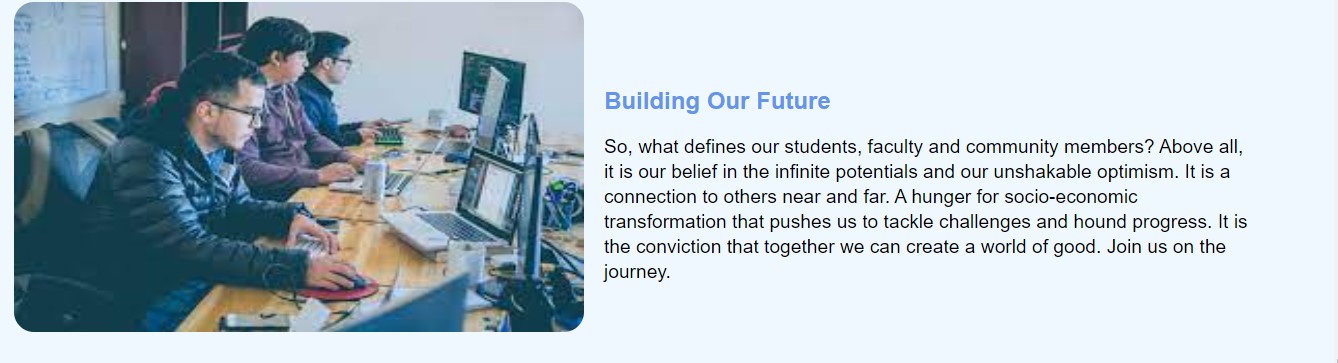 Building Our Future
So, what defines our students, faculty and community members? Above all,
it is our belief in the infinite potentials and our unshakable optimism. It is a
connection to others near and far. A hunger for socio-economic
transformation that pushes us to tackle challenges and hound progress. It is
the conviction that together we can create a world of good. Join us on the
journey.